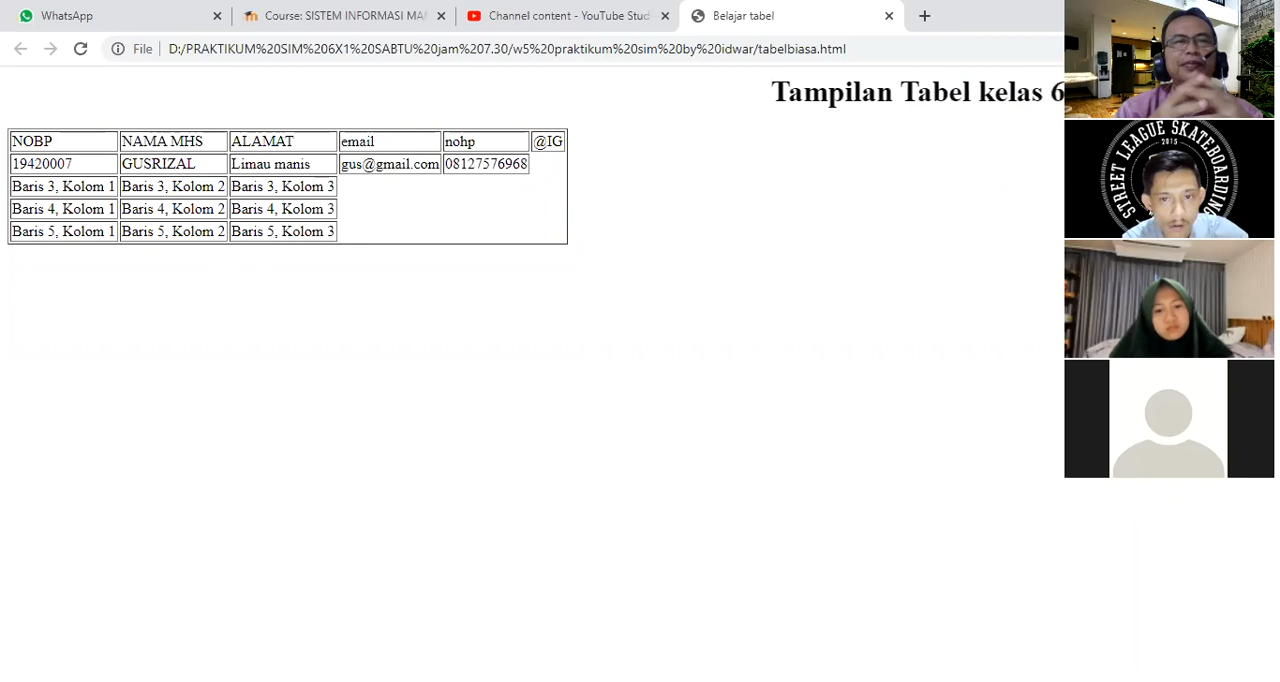 WhatsApp
Course: SISTEM INFORMASI MA
Channel content - YouTube Stud
Belajar tabel
File D:/PRAKTIKUM%20SIM%206X1%20SABTU%20jam%207.30/w5%20praktikum%20sim%20by%20idwar/tabelbiasa.html
Tampilan Tabel kelas 6
NOBP NAMA MHS ALAMAT email nohp @IG
19420007 GUSRIZAL Limau manis gus@gmail.com 08127576968
Baris 3, Kolom 1 Baris 3, Kolom 2 Baris 3, Kolom 3
Baris 4, Kolom 1 Baris 4, Kolom 2 Baris 4, Kolom 3
Baris 5, Kolom 1 Baris 5, Kolom 2 Baris 5, Kolom 3
STREET LEAGUE SKATEBOARDING
2015